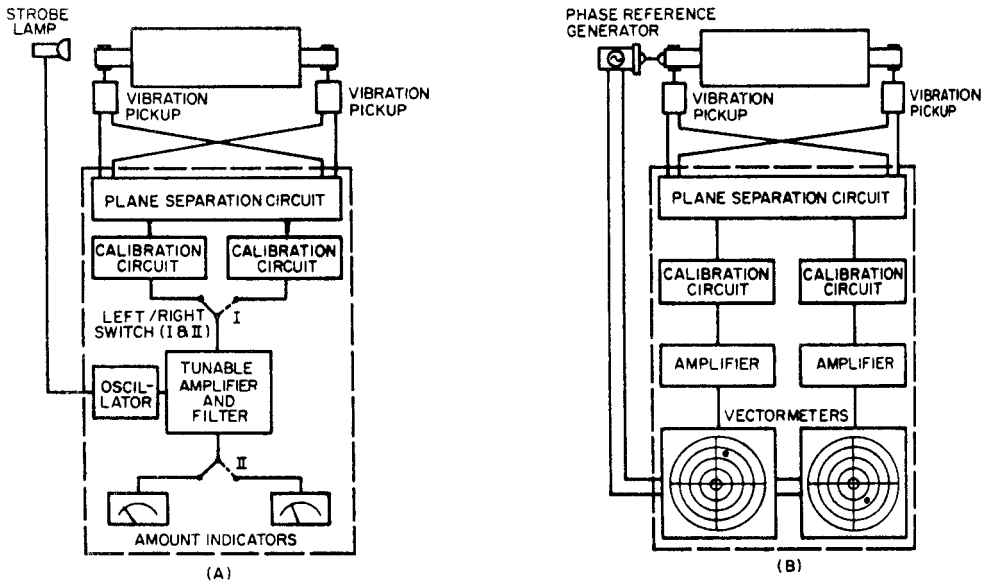 STROBE
LAMP
VIBRATION
PICKUP
VIBRATION
PICKUP
PLANE SEPARATION CIRCUIT
CALIBRATION
CIRCUIT
CALIBRATION
CIRCUIT
LEFT/RIGHT
SWITCH (I & II)
I
OSCIL-
LATOR
TUNABLE
AMPLIFIER
AND
FILTER
II
AMOUNT INDICATORS
(A)
PHASE REFERENCE
GENERATOR
VIBRATION
PICKUP
VIBRATION
PICKUP
PLANE SEPARATION CIRCUIT
CALIBRATION
CIRCUIT
CALIBRATION
CIRCUIT
AMPLIFIER
AMPLIFIER
VECTORMETERS
(B)